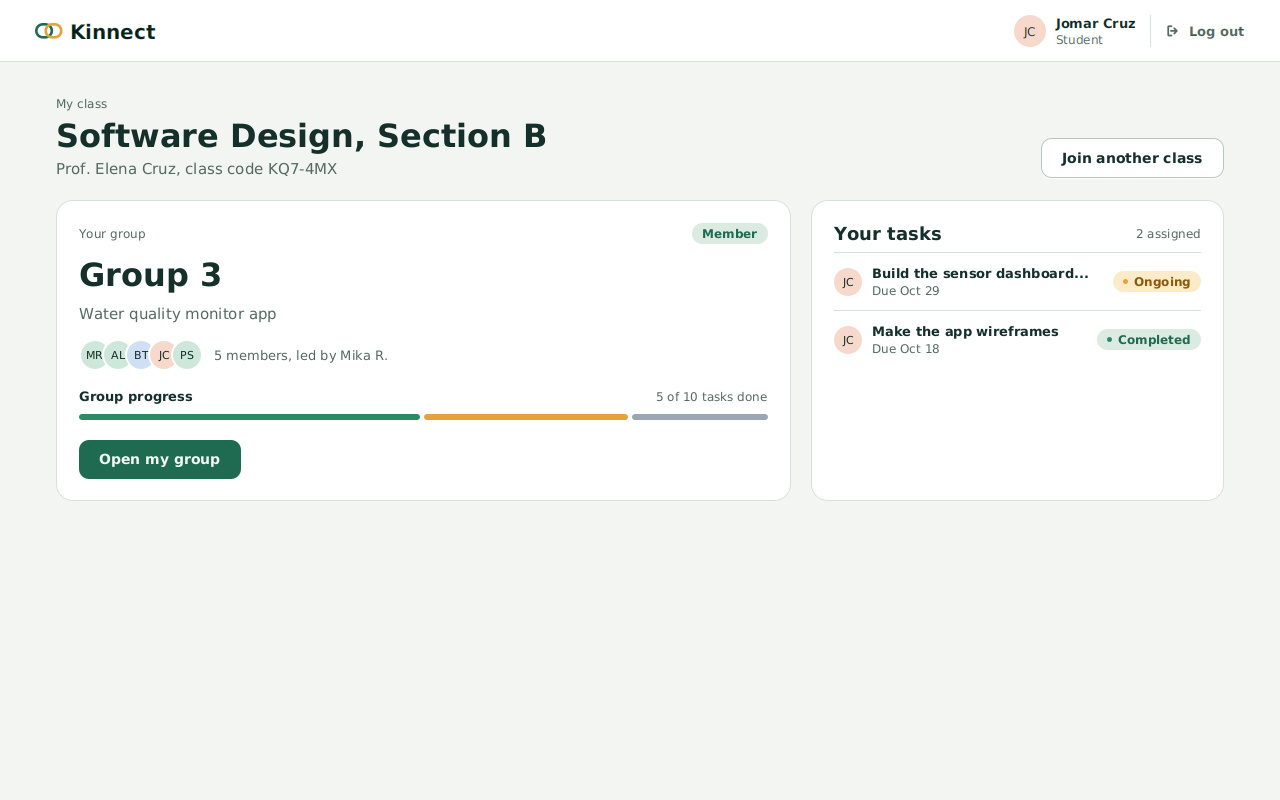 Kinnect
JC
Jomar Cruz
Student
Log out
My class
Software Design, Section B
Prof. Elena Cruz, class code KQ7-4MX
Join another class
Your group
Member
Group 3
Water quality monitor app
MR AL BT JC PS
5 members, led by Mika R.
Group progress
5 of 10 tasks done
Open my group
Your tasks
2 assigned
JC
Build the sensor dashboard...
Due Oct 29
Ongoing
JC
Make the app wireframes
Due Oct 18
Completed